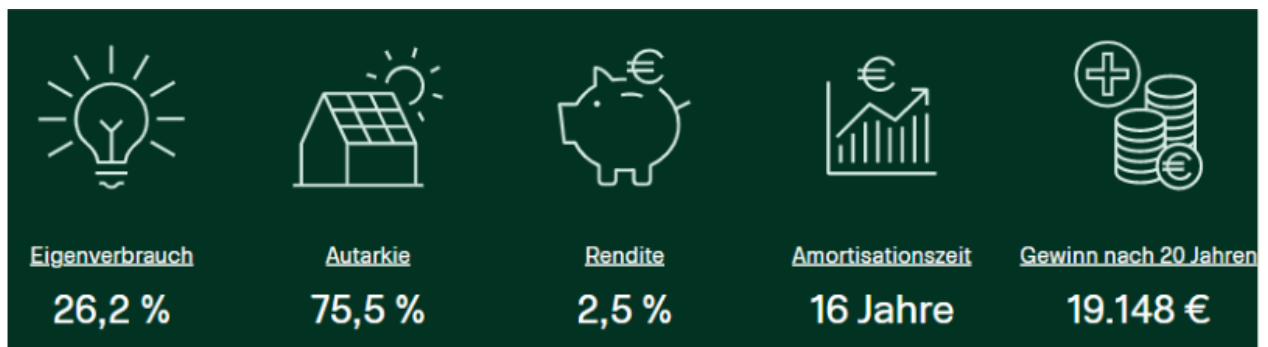 Eigenverbrauch
26,2 %
Autarkie
75,5 %
Rendite
2,5 %
Amortisationszeit
16 Jahre
Gewinn nach 20 Jahren
19.148 €